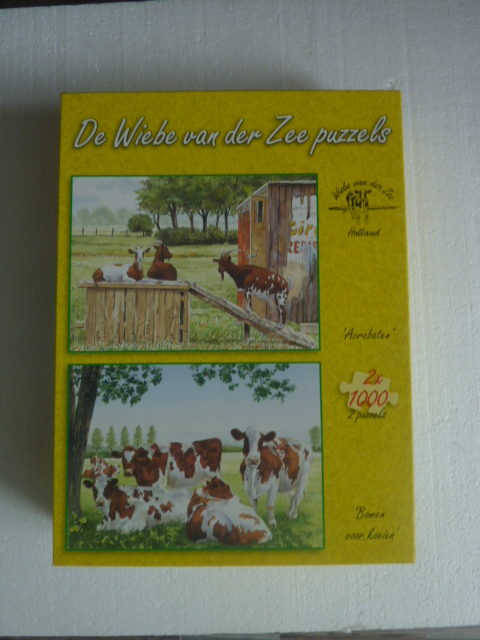 De Wiebe van der Zee puzzels
Wiebe van der Zee
Holland
'Acrobaten'
2x
1000
2 puzzels
'Bomen
voor koeien'